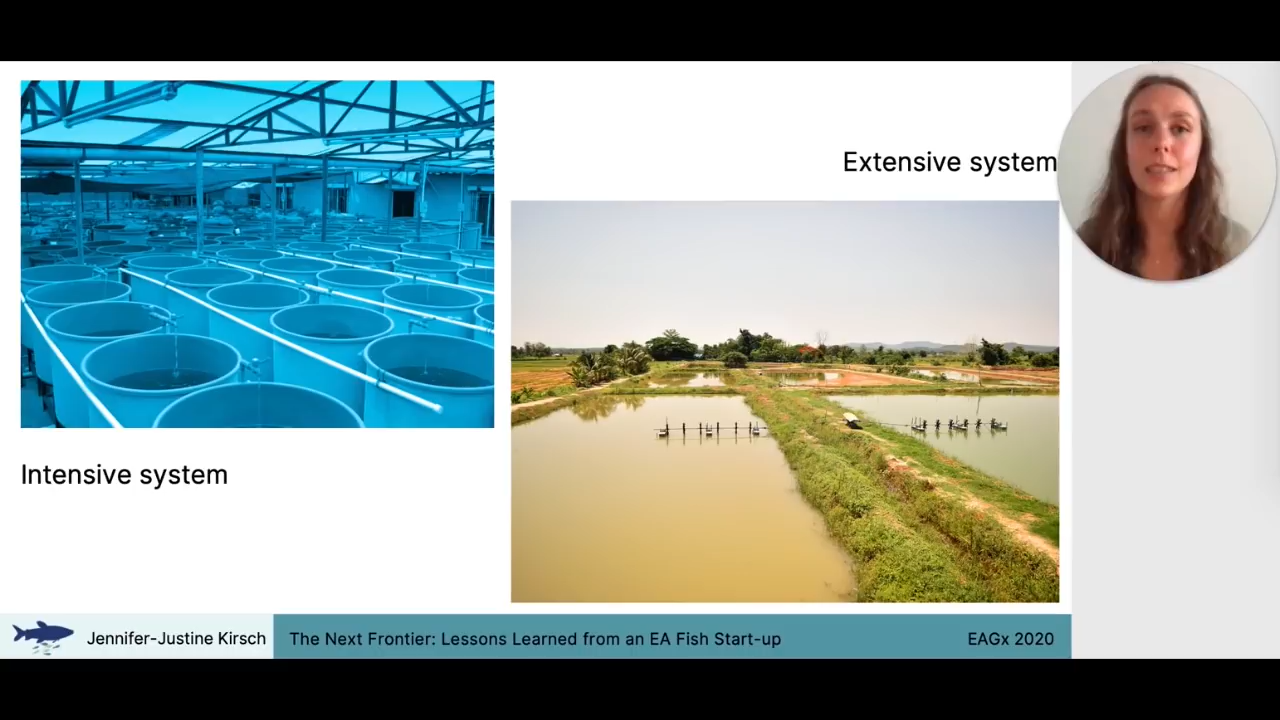 Extensive system
Intensive system
Jennifer-Justine Kirsch
The Next Frontier: Lessons Learned from an EA Fish Start-up
EAGx 2020